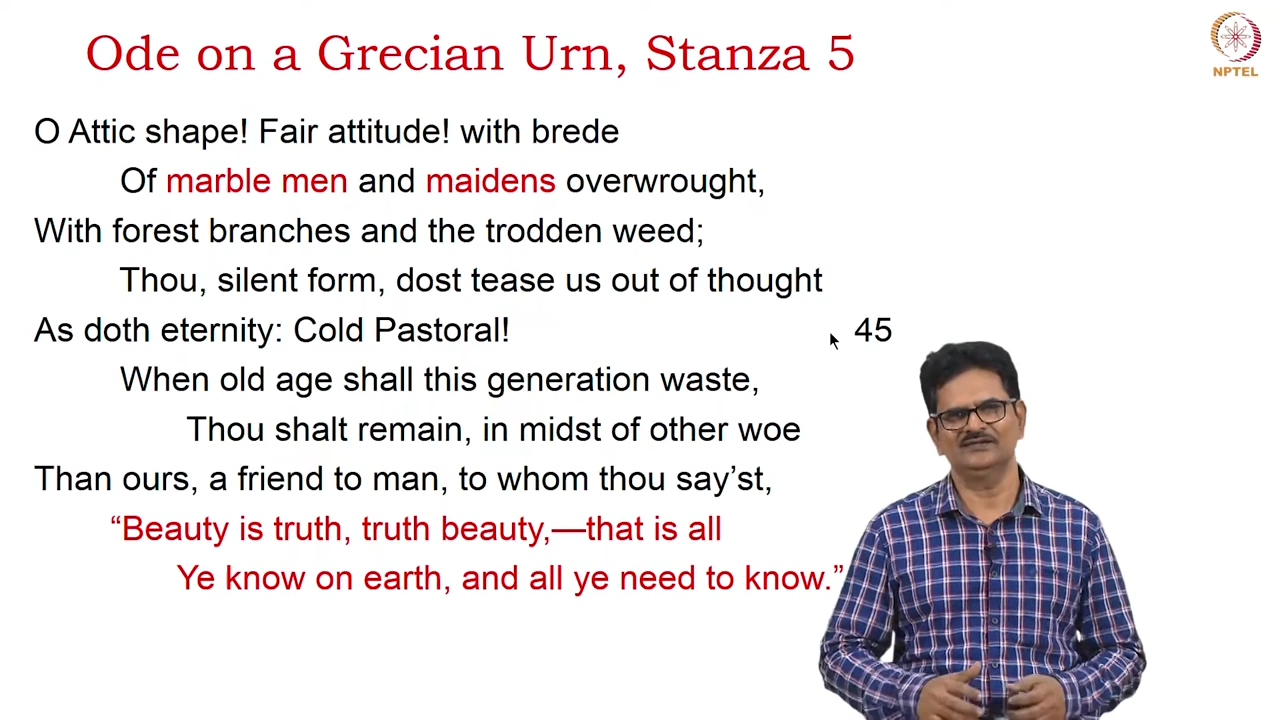 Ode on a Grecian Urn, Stanza 5
NPTEL
O Attic shape! Fair attitude! with brede
Of marble men and maidens overwrought,
With forest branches and the trodden weed;
Thou, silent form, dost tease us out of thought
As doth eternity: Cold Pastoral! 45
When old age shall this generation waste,
Thou shalt remain, in midst of other woe
Than ours, a friend to man, to whom thou say’st,
“Beauty is truth, truth beauty,—that is all
Ye know on earth, and all ye need to know.”